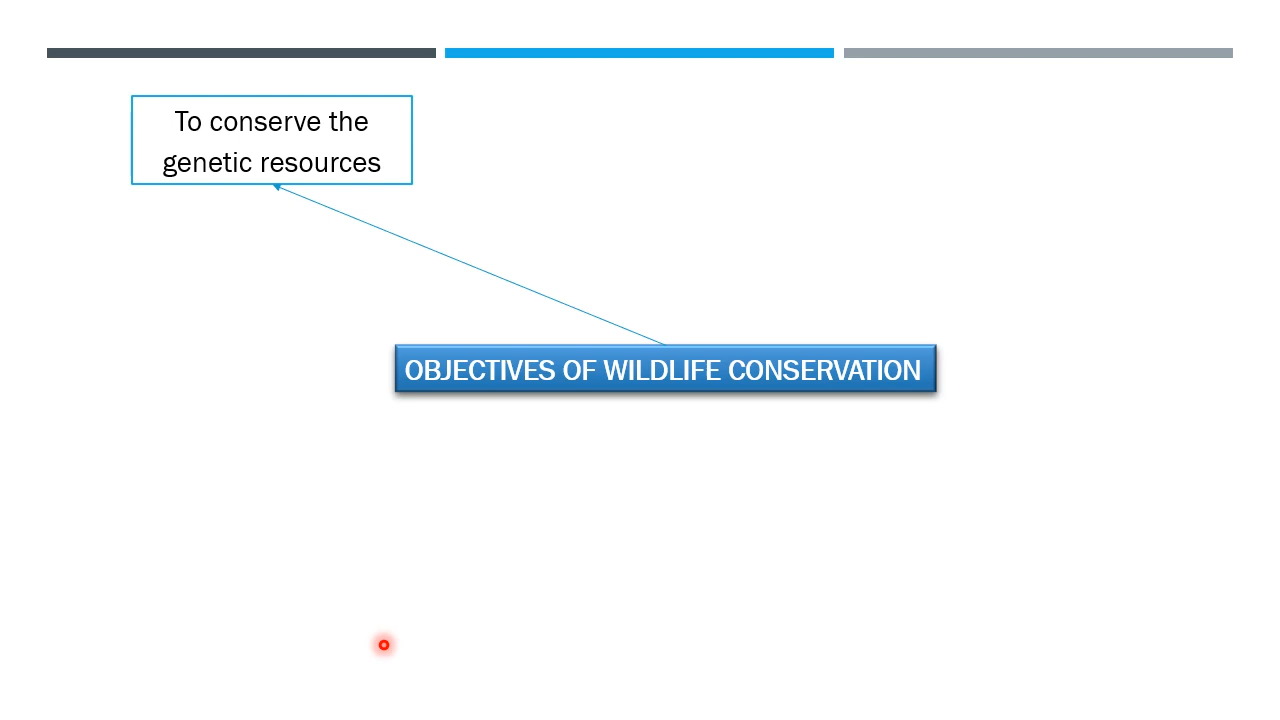 To conserve the
genetic resources
OBJECTIVES OF WILDLIFE CONSERVATION